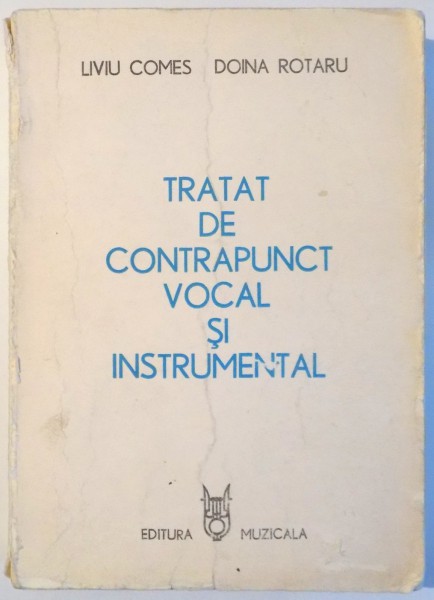 LIVIU COMES DOINA ROTARU
TRATAT
DE
CONTRAPUNCT
VOCAL
ŞI
INSTRUMENTAL
EDITURA MUZICALA